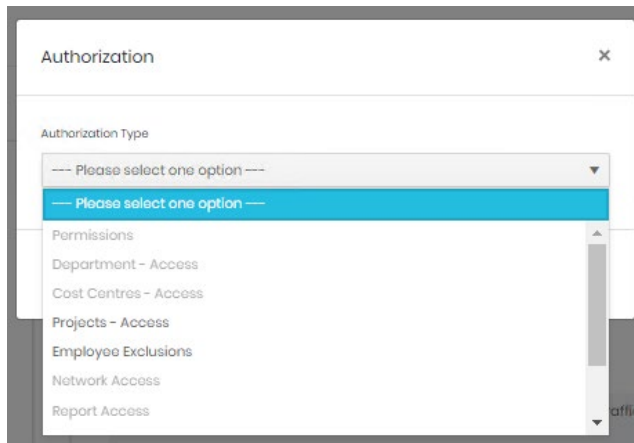 Authorization
×
Authorization Type
--- Please select one option ---
--- Please select one option ---
Permissions
Department - Access
Cost Centres - Access
Projects - Access
Employee Exclusions
Network Access
Report Access